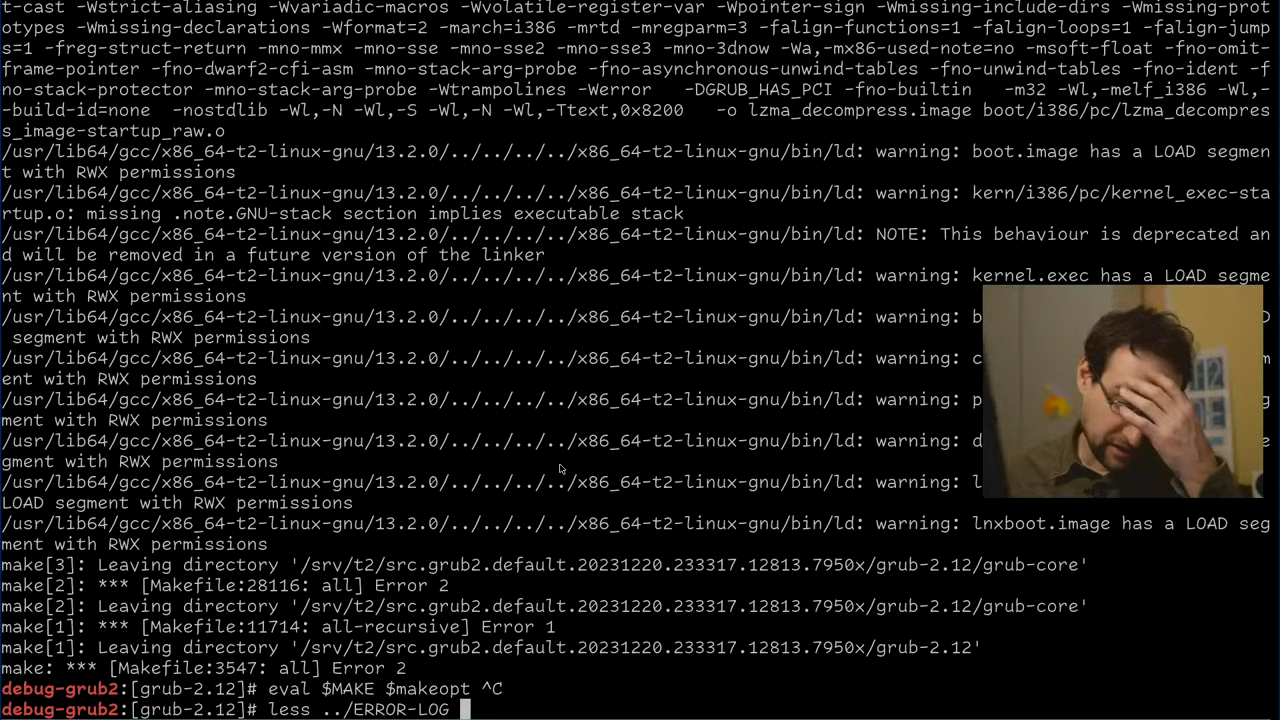 t-cast -Wstrict-aliasing -Wvariadic-macros -Wvolatile-register-var -Wpointer-sign -Wmissing-include-dirs -Wmissing-prot
otypes -Wmissing-declarations -Wformat=2 -march=i386 -mrtd -mregparm=3 -falign-functions=1 -falign-loops=1 -falign-jump
s=1 -freg-struct-return -mno-mmx -mno-sse -mno-sse2 -mno-sse3 -mno-3dnow -Wa,-mx86-used-note=no -msoft-float -fno-omit-
frame-pointer -fno-dwarf2-cfi-asm -mno-stack-arg-probe -fno-asynchronous-unwind-tables -fno-unwind-tables -fno-ident -f
no-stack-protector -mno-stack-arg-probe -Wtrampolines -Werror -DGRUB_HAS_PCI -fno-builtin -m32 -Wl,-melf_i386 -Wl,-
-build-id=none -nostdlib -Wl,-N -Wl,-S -Wl,-N -Wl,-Ttext,0x8200 -o lzma_decompress.image boot/i386/pc/lzma_decompres
s_image-startup_raw.o
/usr/lib64/gcc/x86_64-t2-linux-gnu/13.2.0/../../../../x86_64-t2-linux-gnu/bin/ld: warning: boot.image has a LOAD segmen
t with RWX permissions
/usr/lib64/gcc/x86_64-t2-linux-gnu/13.2.0/../../../../x86_64-t2-linux-gnu/bin/ld: warning: kern/i386/pc/kernel_exec-sta
rtup.o: missing .note.GNU-stack section implies executable stack
/usr/lib64/gcc/x86_64-t2-linux-gnu/13.2.0/../../../../x86_64-t2-linux-gnu/bin/ld: NOTE: This behaviour is deprecated an
d will be removed in a future version of the linker
/usr/lib64/gcc/x86_64-t2-linux-gnu/13.2.0/../../../../x86_64-t2-linux-gnu/bin/ld: warning: kernel.exec has a LOAD segme
nt with RWX permissions
/usr/lib64/gcc/x86_64-t2-linux-gnu/13.2.0/../../../../x86_64-t2-linux-gnu/bin/ld: warning: b D
segment with RWX permissions
/usr/lib64/gcc/x86_64-t2-linux-gnu/13.2.0/../../../../x86_64-t2-linux-gnu/bin/ld: warning: c m
ent with RWX permissions
/usr/lib64/gcc/x86_64-t2-linux-gnu/13.2.0/../../../../x86_64-t2-linux-gnu/bin/ld: warning: p g
ment with RWX permissions
/usr/lib64/gcc/x86_64-t2-linux-gnu/13.2.0/../../../../x86_64-t2-linux-gnu/bin/ld: warning: d e
gment with RWX permissions
/usr/lib64/gcc/x86_64-t2-linux-gnu/13.2.0/../../../../x86_64-t2-linux-gnu/bin/ld: warning: l
LOAD segment with RWX permissions
/usr/lib64/gcc/x86_64-t2-linux-gnu/13.2.0/../../../../x86_64-t2-linux-gnu/bin/ld: warning: lnxboot.image has a LOAD seg
ment with RWX permissions
make[3]: Leaving directory '/srv/t2/src.grub2.default.20231220.233317.12813.7950x/grub-2.12/grub-core'
make[2]: *** [Makefile:28116: all] Error 2
make[2]: Leaving directory '/srv/t2/src.grub2.default.20231220.233317.12813.7950x/grub-2.12/grub-core'
make[1]: *** [Makefile:11714: all-recursive] Error 1
make[1]: Leaving directory '/srv/t2/src.grub2.default.20231220.233317.12813.7950x/grub-2.12'
make: *** [Makefile:3547: all] Error 2
debug-grub2:[grub-2.12]# eval $MAKE $makeopt ^C
debug-grub2:[grub-2.12]# less ../ERROR-LOG